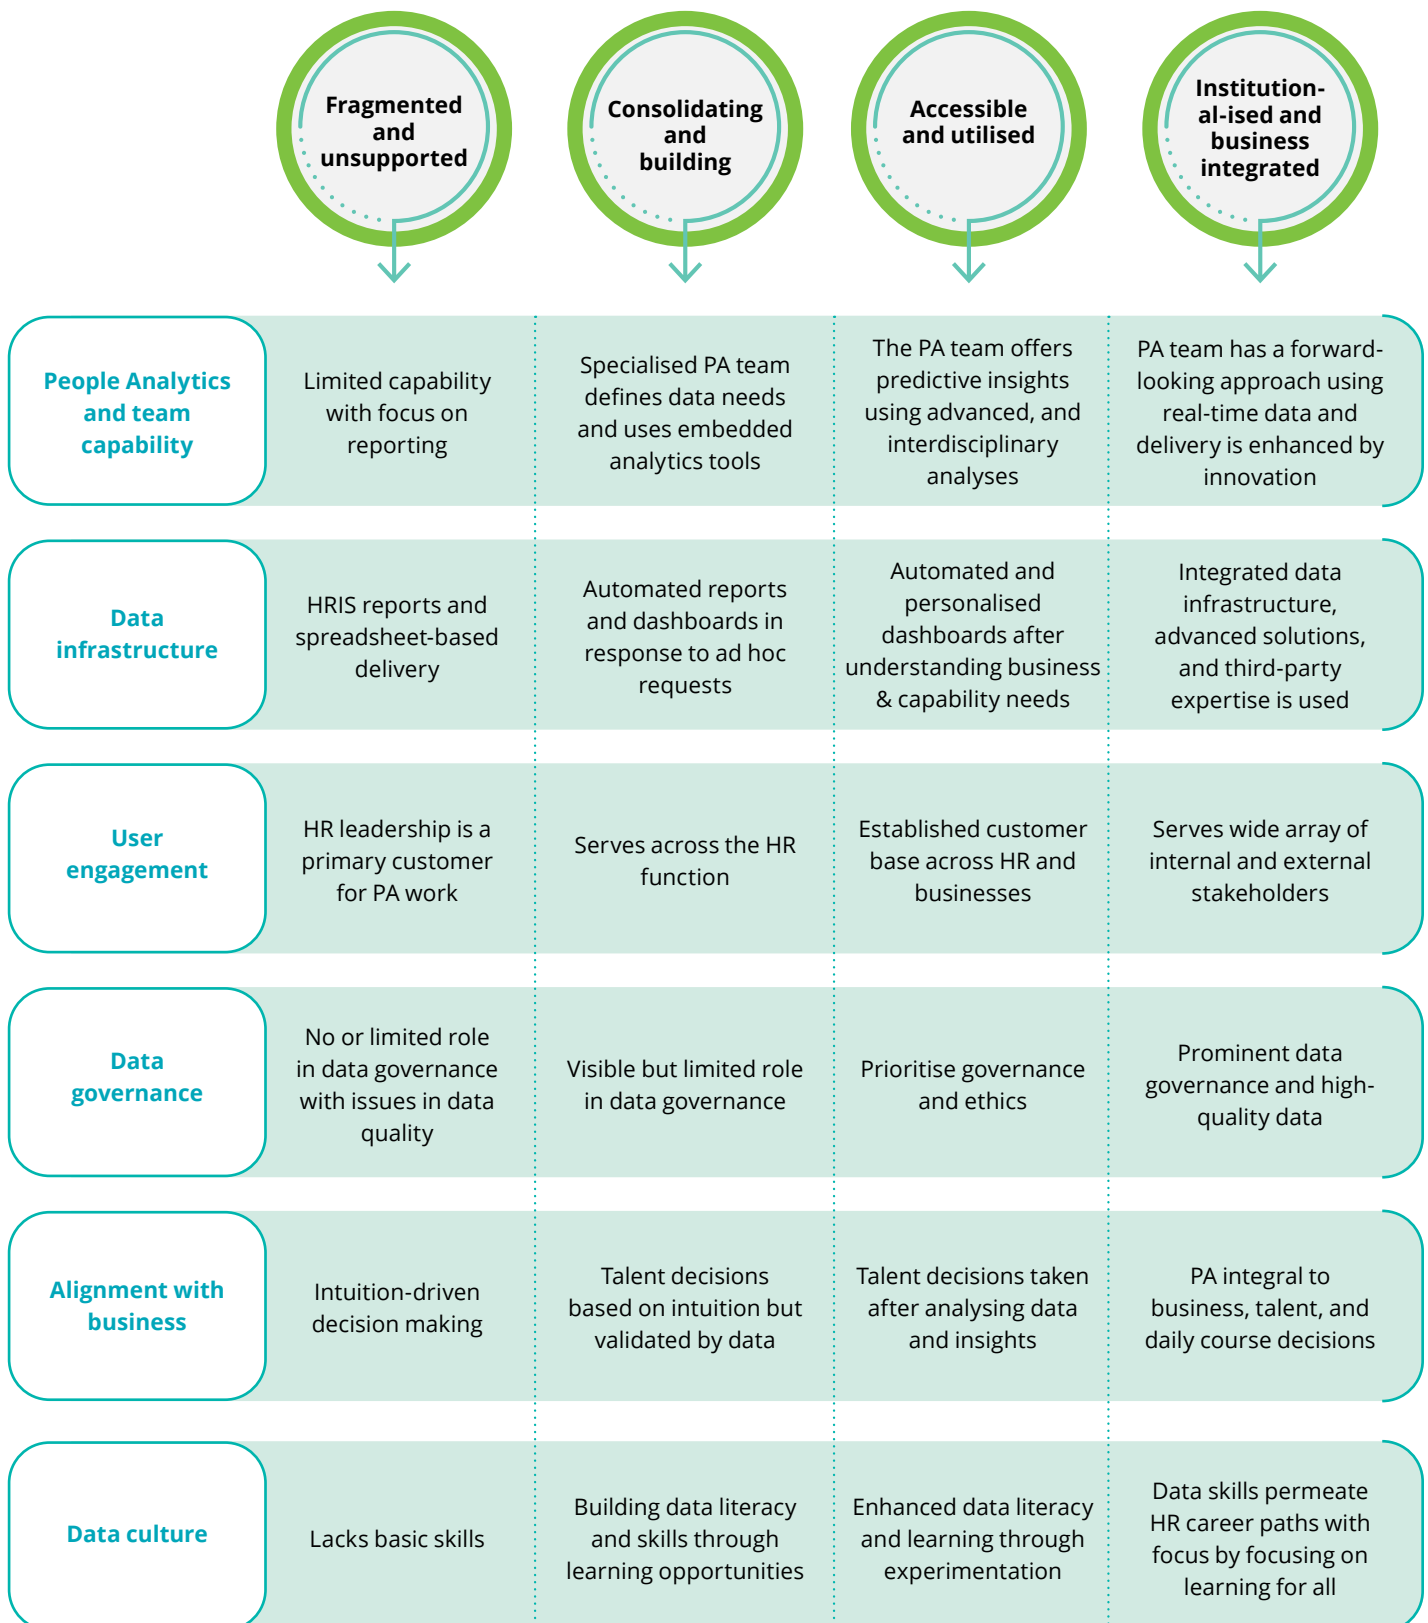 Fragmented
and
unsupported
Consolidating
and
building
Accessible
and utilised
Institution-
al-ised and
business
integrated
People Analytics
and team
capability
Limited capability
with focus on
reporting
Specialised PA team
defines data needs
and uses embedded
analytics tools
The PA team offers
predictive insights
using advanced, and
interdisciplinary
analyses
PA team has a forward-
looking approach using
real-time data and
delivery is enhanced by
innovation
Data
infrastructure
HRIS reports and
spreadsheet-based
delivery
Automated reports
and dashboards in
response to ad hoc
requests
Automated and
personalised
dashboards after
understanding business
& capability needs
Integrated data
infrastructure,
advanced solutions,
and third-party
expertise is used
User
engagement
HR leadership is a
primary customer
for PA work
Serves across the HR
function
Established customer
base across HR and
businesses
Serves wide array of
internal and external
stakeholders
Data
governance
No or limited role
in data governance
with issues in data
quality
Visible but limited role
in data governance
Prioritise governance
and ethics
Prominent data
governance and high-
quality data
Alignment with
business
Intuition-driven
decision making
Talent decisions
based on intuition but
validated by data
Talent decisions taken
after analysing data
and insights
PA integral to
business, talent, and
daily course decisions
Data culture
Lacks basic skills
Building data literacy
and skills through
learning opportunities
Enhanced data literacy
and learning through
experimentation
Data skills permeate
HR career paths with
focus by focusing on
learning for all